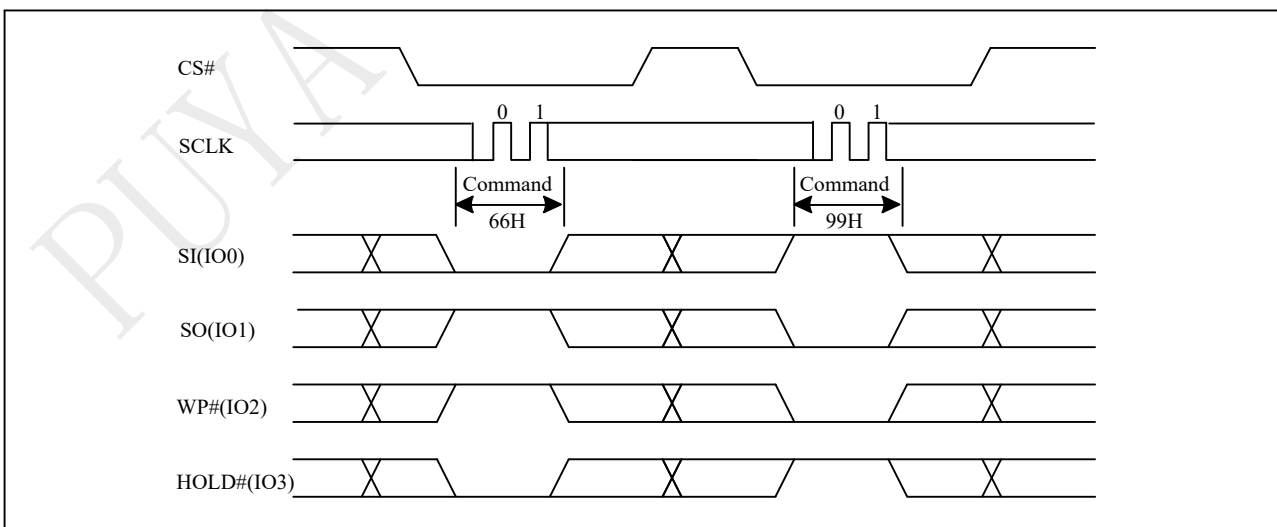 PUYA
CS#
0 1 0 1
SCLK
Command Command
66H 99H
SI(IO0)
SO(IO1)
WP#(IO2)
HOLD#(IO3)